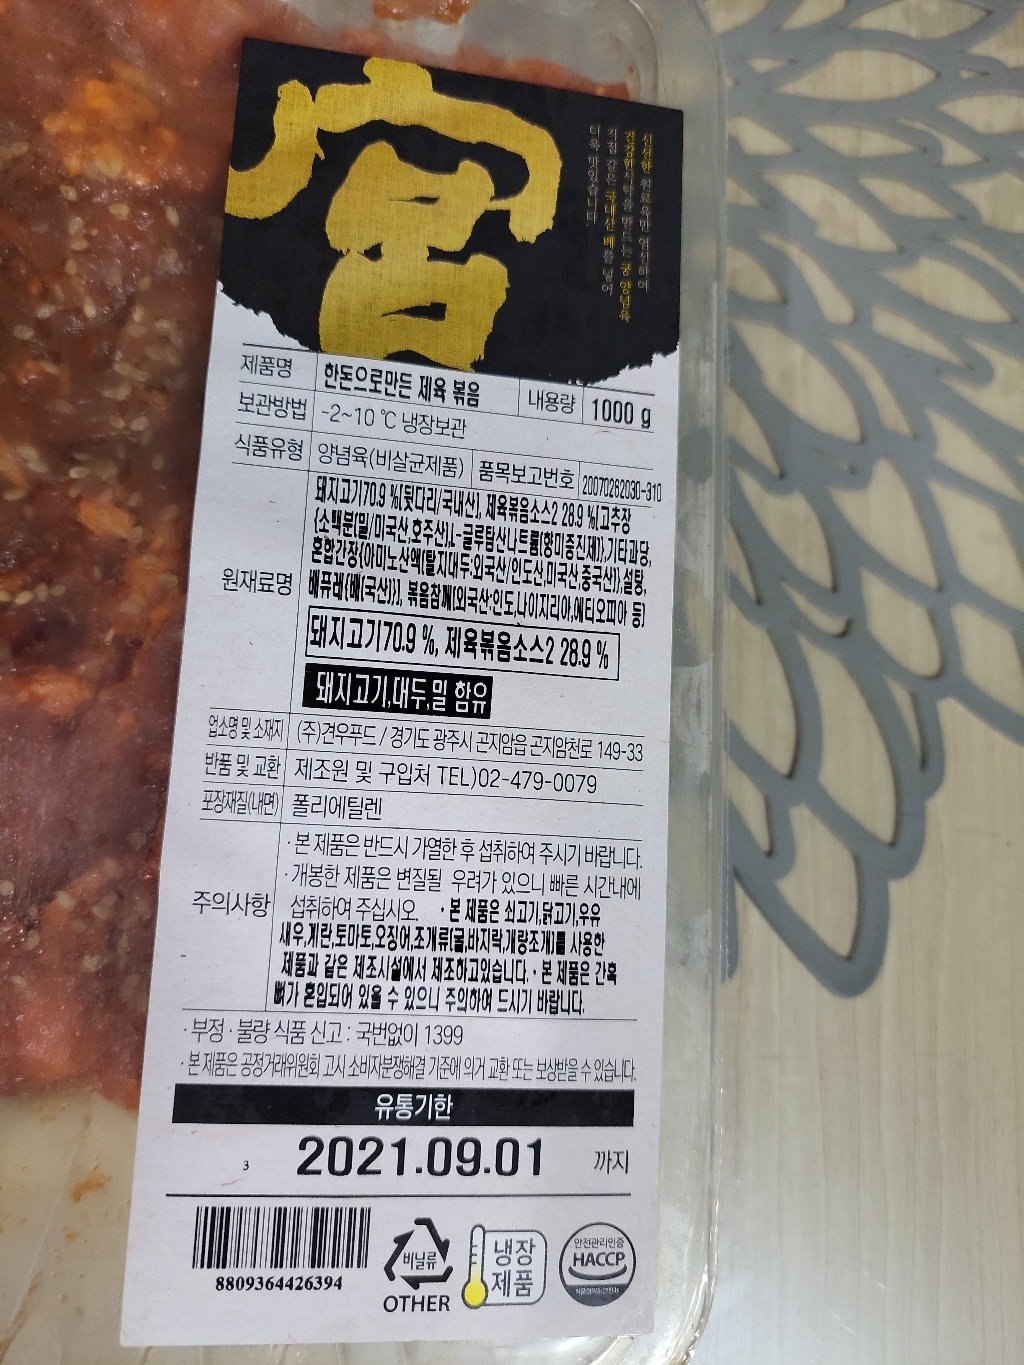 宮
신선한 원료육만 엄선하여
건강한 식탁을 만드는 궁 양념육
직접 갈은 국내산 배를 넣어
더욱 맛있습니다.
제품명 한돈으로만든 제육 볶음 내용량 1000 g
보관방법 -2~10 ℃ 냉장보관
식품유형 양념육(비살균제품) 품목보고번호 20070262030-310
원재료명
돼지고기70.9 %[뒷다리/국내산], 제육볶음소스2 28.9 %[고추장
{소맥분(밀/미국산,호주산),L-글루탐산나트륨(향미증진제)},기타과당,
혼합간장{아미노산액(탈지대두:외국산/인도산,미국산,중국산)},설탕,
배퓨레{배(국산)}], 볶음참깨[외국산:인도,나이지리아,에티오피아 등]
돼지고기70.9 %, 제육볶음소스2 28.9 %
돼지고기,대두,밀 함유
업소명 및 소재지 (주)견우푸드 / 경기도 광주시 곤지암읍 곤지암천로 149-33
반품 및 교환 제조원 및 구입처 TEL)02-479-0079
포장재질(내면) 폴리에틸렌
주의사항
·본 제품은 반드시 가열한 후 섭취하여 주시기 바랍니다.
·개봉한 제품은 변질될 우려가 있으니 빠른 시간내에
섭취하여 주십시오. ·본 제품은 쇠고기,닭고기,우유
새우,계란,토마토,오징어,조개류(굴,바지락,개량조개)를 사용한
제품과 같은 제조시설에서 제조하고있습니다.·본 제품은 간혹
뼈가 혼입되어 있을 수 있으니 주의하여 드시기 바랍니다.
·부정·불량 식품 신고 : 국번없이 1399
·본 제품은 공정거래위원회 고시 소비자분쟁해결 기준에 의거 교환 또는 보상받을 수 있습니다.
유통기한
3 2021.09.01 까지
8809364426394
비닐류
OTHER
냉장
제품
안전관리인증
HACCP